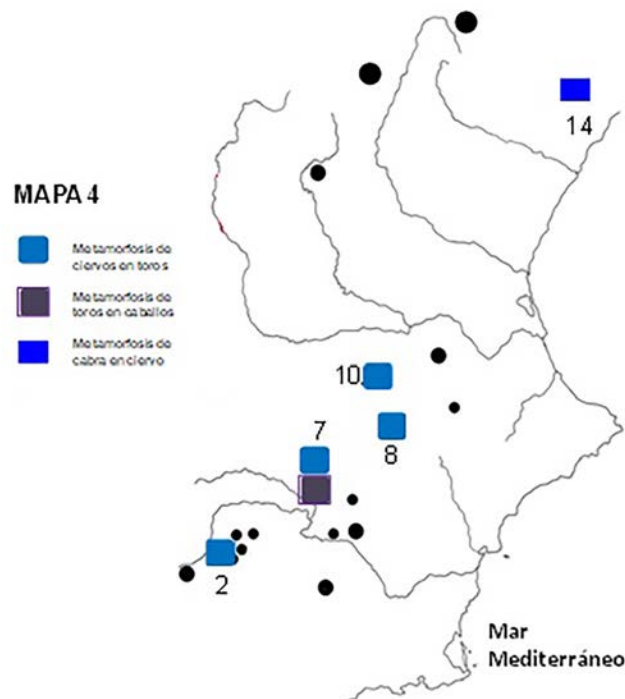 14
MAPA 4
Metamorfosis de
ciervos en toros
Metamorfosis de
toros en caballos
Metamorfosis de
cabra en ciervo
10
8
7
2
Mar
Mediterráneo